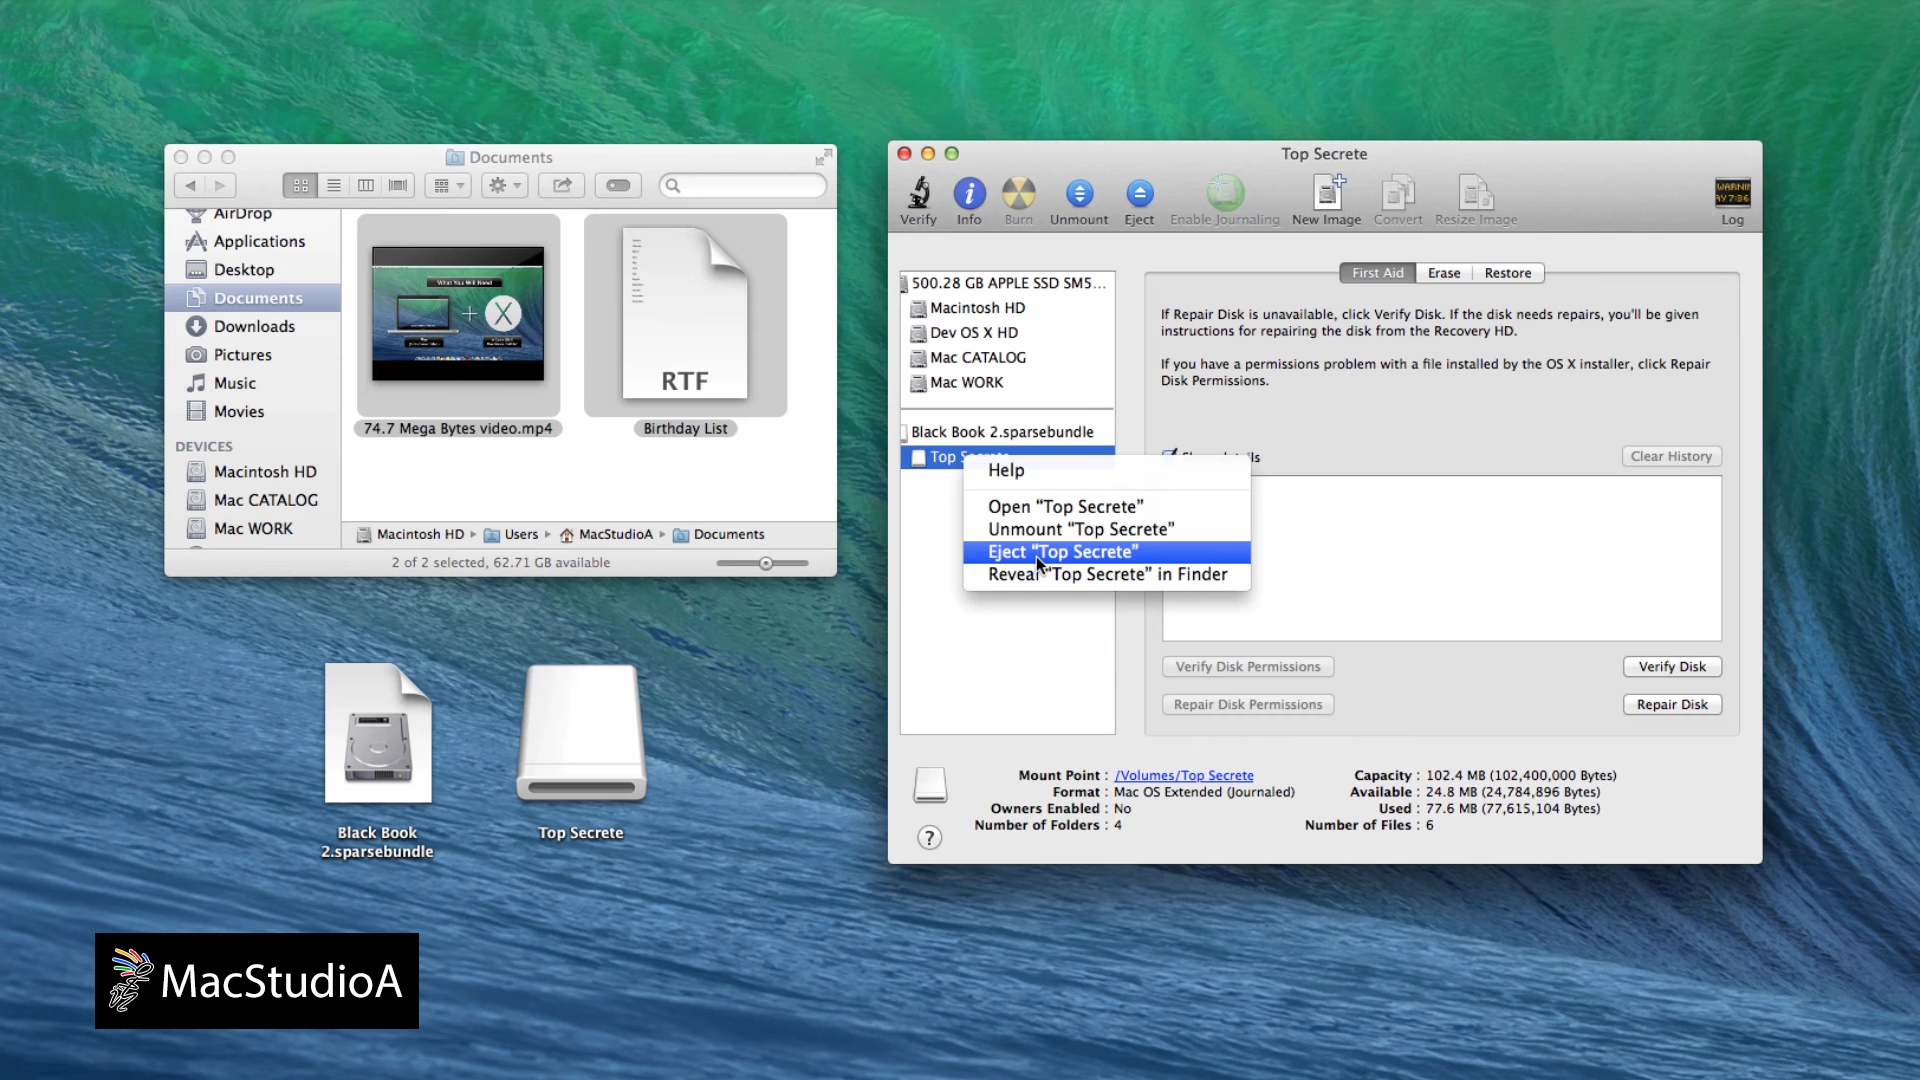 Documents
AirDrop
Applications
Desktop
Documents
Downloads
Pictures
Music
Movies
DEVICES
Macintosh HD
Mac CATALOG
Mac WORK
What You Will Need
RTF
74.7 Mega Bytes video.mp4
Birthday List
Macintosh HD ▸ Users ▸ MacStudioA ▸ Documents
2 of 2 selected, 62.71 GB available
Black Book
2.sparsebundle
Top Secrete
MacStudioA
Top Secrete
Verify
Info
Burn
Unmount
Eject
Enable Journaling
New Image
Convert
Resize Image
WARNIN
AY 7:86
Log
500.28 GB APPLE SSD SM5...
Macintosh HD
Dev OS X HD
Mac CATALOG
Mac WORK
Black Book 2.sparsebundle
Top Secrete
Help
Open “Top Secrete”
Unmount “Top Secrete”
Eject “Top Secrete”
Reveal “Top Secrete” in Finder
First Aid
Erase
Restore
If Repair Disk is unavailable, click Verify Disk. If the disk needs repairs, you'll be given
instructions for repairing the disk from the Recovery HD.
If you have a permissions problem with a file installed by the OS X installer, click Repair
Disk Permissions.
Clear History
Verify Disk Permissions
Verify Disk
Repair Disk Permissions
Repair Disk
Mount Point : /Volumes/Top Secrete
Format : Mac OS Extended (Journaled)
Owners Enabled : No
Number of Folders : 4
Capacity : 102.4 MB (102,400,000 Bytes)
Available : 24.8 MB (24,784,896 Bytes)
Used : 77.6 MB (77,615,104 Bytes)
Number of Files : 6
?